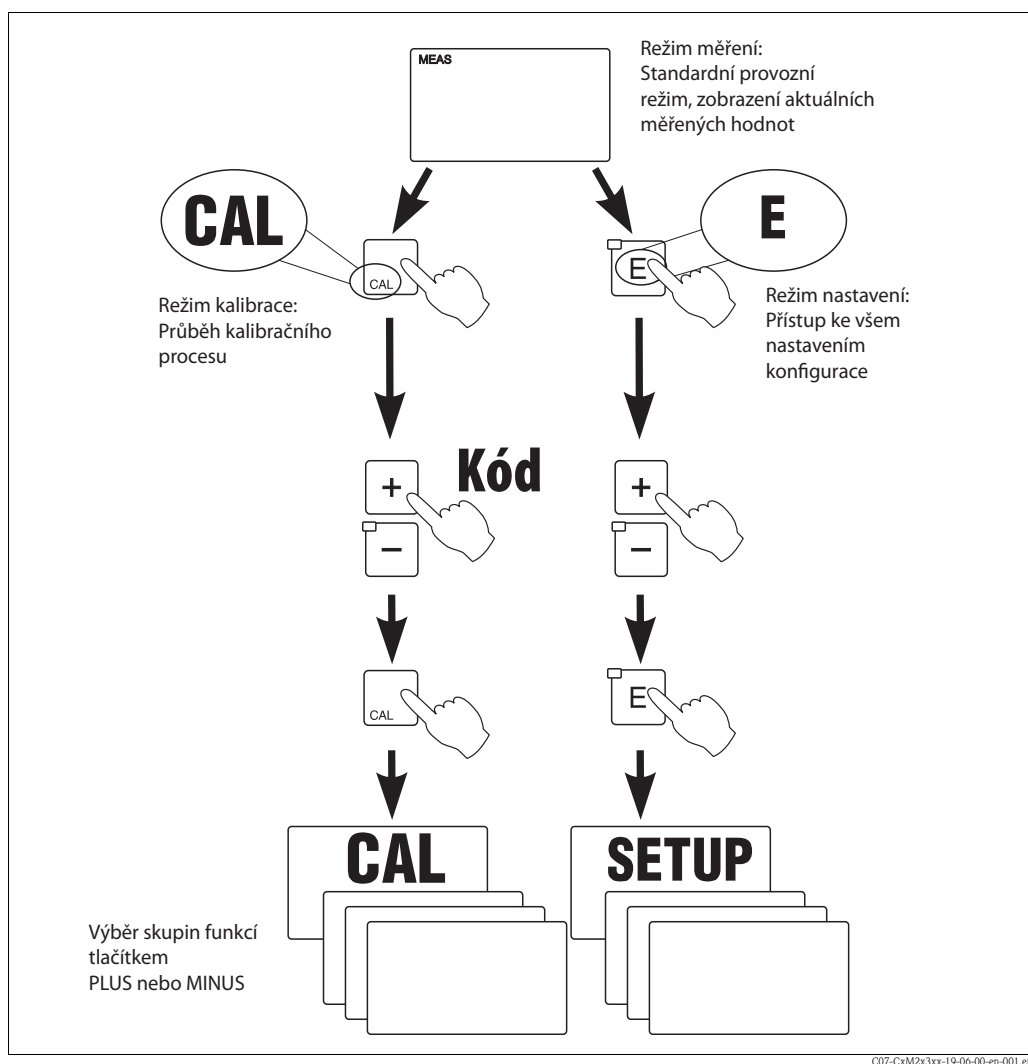 MEAS
Režim měření:
Standardní provozní
režim, zobrazení aktuálních
měřených hodnot
CAL
E
CAL
E
Režim kalibrace:
Průběh kalibračního
procesu
Režim nastavení:
Přístup ke všem
nastavením
konfigurace
Kód
+
+
–
–
CAL
E
CAL
SETUP
Výběr skupin funkcí
tlačítkem
PLUS nebo MINUS